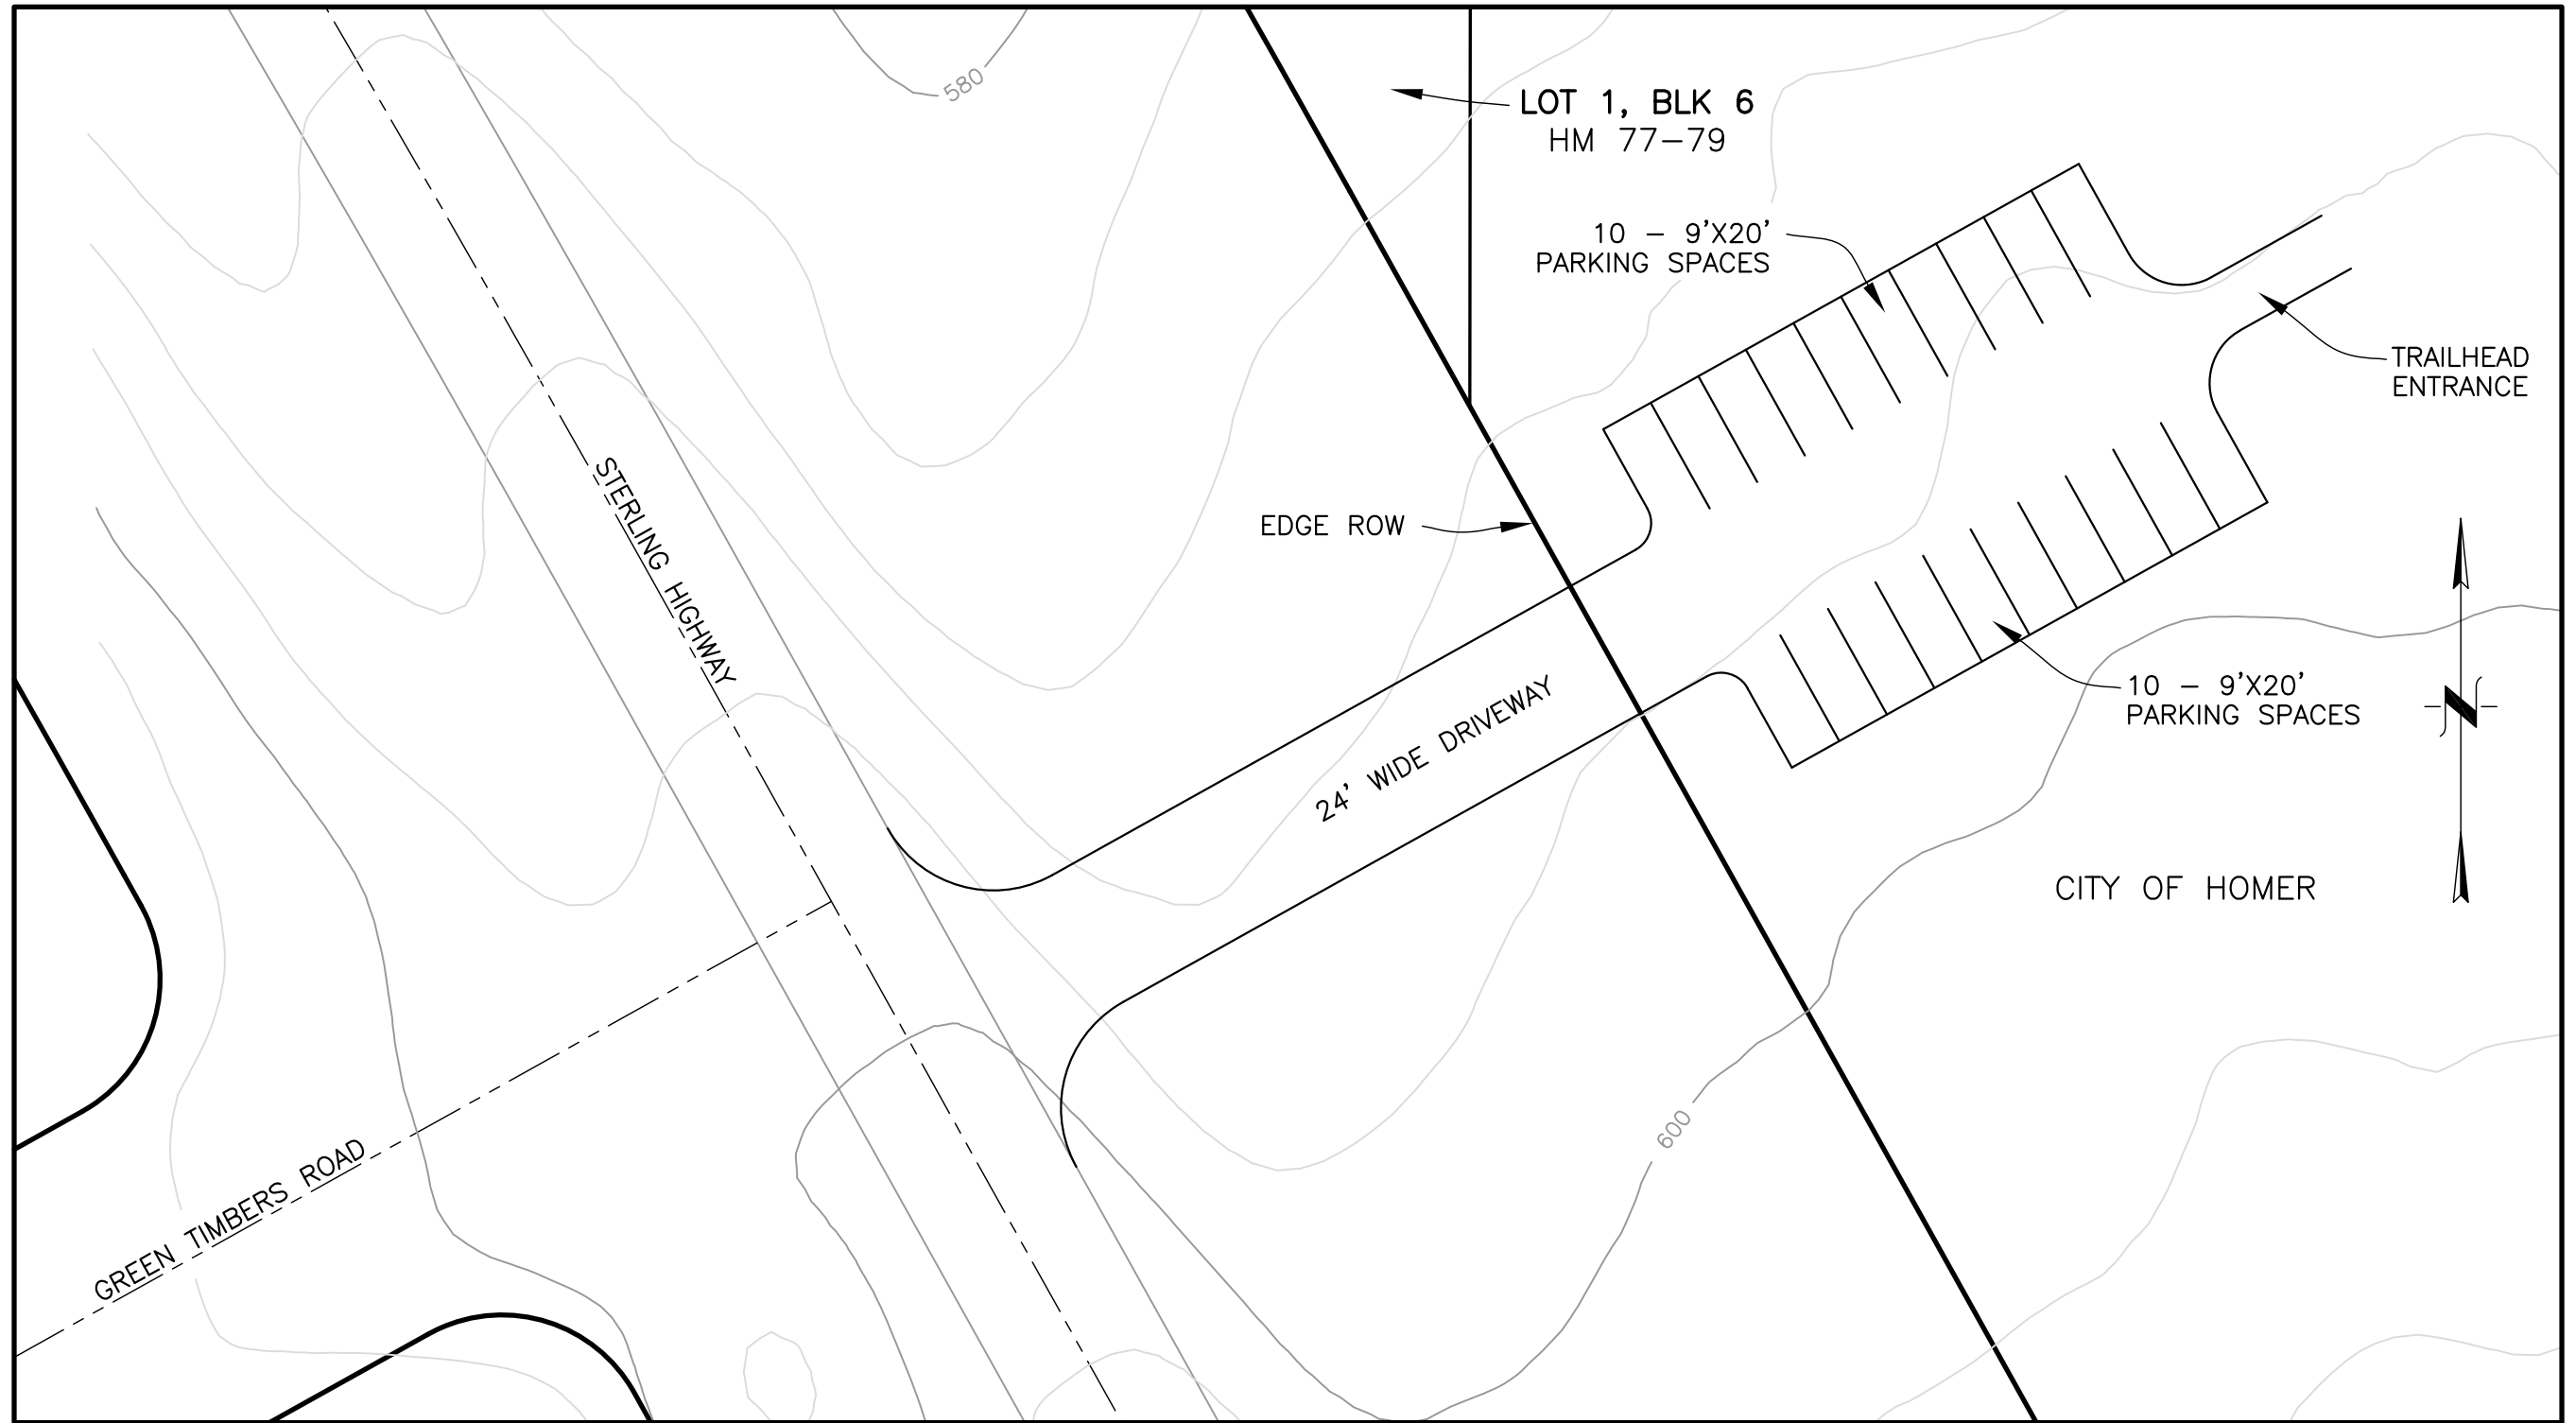 580
LOT 1, BLK 6
HM 77-79
10 - 9'X20'
PARKING SPACES
TRAILHEAD
ENTRANCE
EDGE ROW
STERLING HIGHWAY
24' WIDE DRIVEWAY
10 - 9'X20'
PARKING SPACES
N
CITY OF HOMER
600
GREEN TIMBERS ROAD